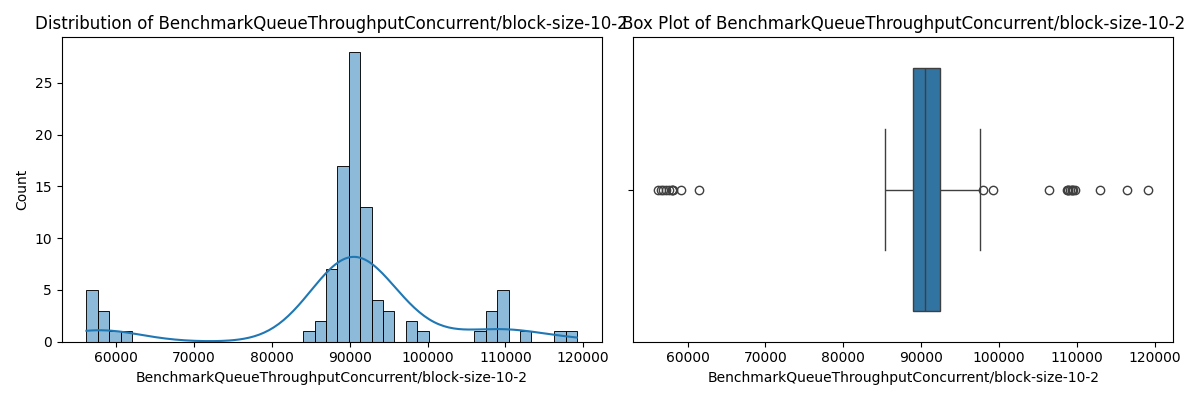 Distribution of BenchmarkQueueThroughputConcurrent/block-size-10-2
Box Plot of BenchmarkQueueThroughputConcurrent/block-size-10-2
Count
25
20
15
10
5
0
60000 70000 80000 90000 100000 110000 120000
BenchmarkQueueThroughputConcurrent/block-size-10-2
60000 70000 80000 90000 100000 110000 120000
BenchmarkQueueThroughputConcurrent/block-size-10-2